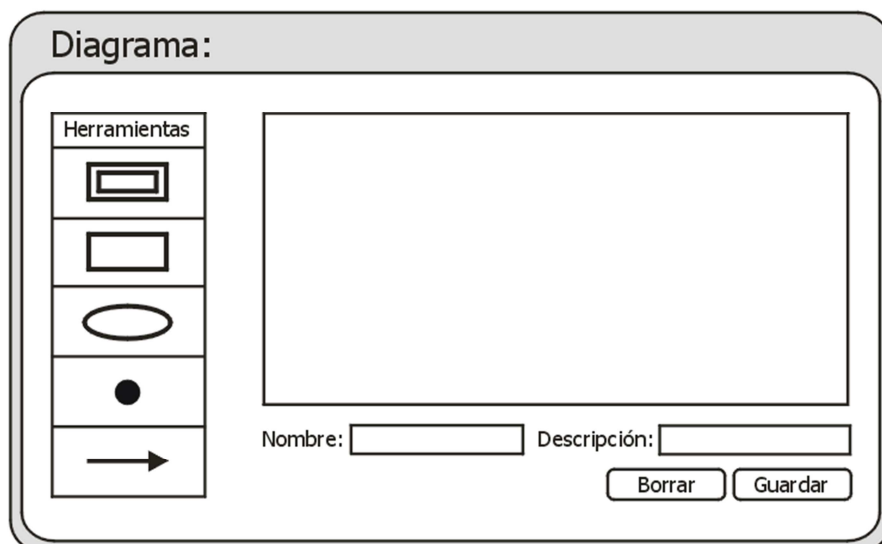 Diagrama:
Herramientas
Nombre:
Descripción:
Borrar
Guardar